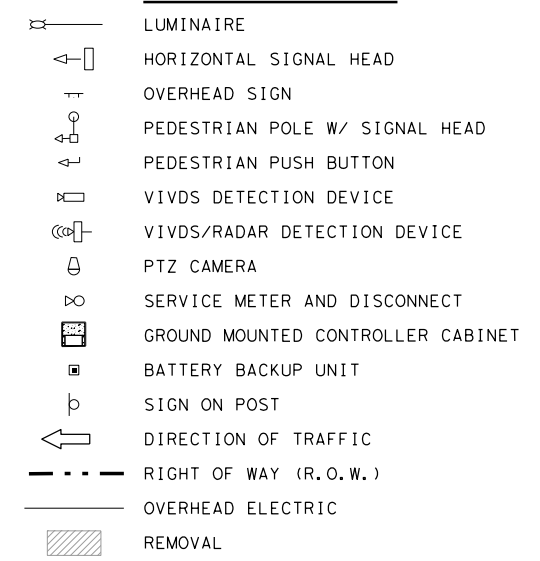 LUMINAIRE
HORIZONTAL SIGNAL HEAD
OVERHEAD SIGN
PEDESTRIAN POLE W/ SIGNAL HEAD
PEDESTRIAN PUSH BUTTON
VIVDS DETECTION DEVICE
VIVDS/RADAR DETECTION DEVICE
PTZ CAMERA
SERVICE METER AND DISCONNECT
GROUND MOUNTED CONTROLLER CABINET
BATTERY BACKUP UNIT
SIGN ON POST
DIRECTION OF TRAFFIC
RIGHT OF WAY (R.O.W.)
OVERHEAD ELECTRIC
REMOVAL